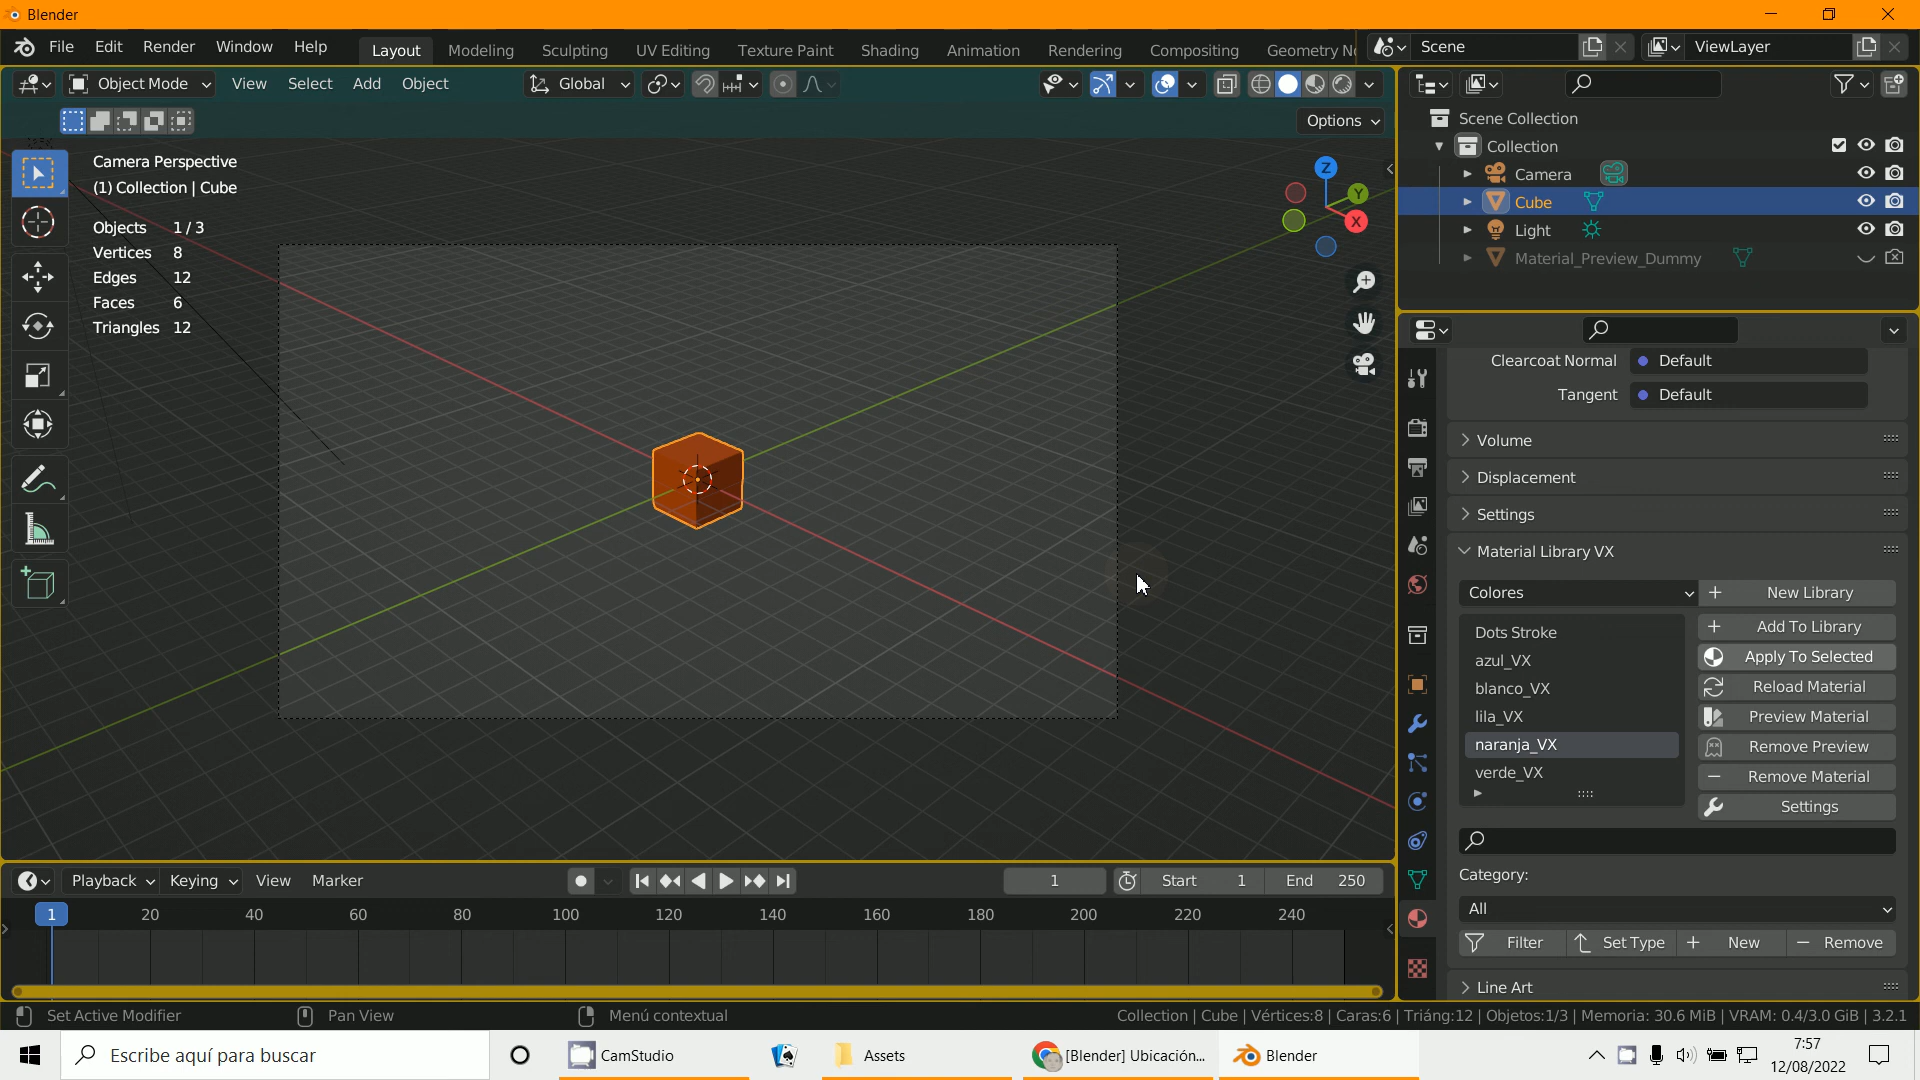 Blender
File Edit Render Window Help Layout Modeling Sculpting UV Editing Texture Paint Shading Animation Rendering Compositing Geometry No Scene ViewLayer
Object Mode View Select Add Object Global
Options
Camera Perspective
(1) Collection | Cube
Objects 1/3
Vertices 8
Edges 12
Faces 6
Triangles 12
Z
Y
X
Scene Collection
Collection
Camera
Cube
Light
Material_Preview_Dummy
Clearcoat Normal Default
Tangent Default
Volume
Displacement
Settings
Material Library VX
Colores New Library
Dots Stroke Add To Library
azul_VX Apply To Selected
blanco_VX Reload Material
lila_VX Preview Material
naranja_VX Remove Preview
verde_VX Remove Material
Settings
Category:
All
Filter Set Type New Remove
Line Art
Playback Keying View Marker 1 Start 1 End 250
1 20 40 60 80 100 120 140 160 180 200 220 240
Set Active Modifier Pan View Menú contextual Collection | Cube | Vértices:8 | Caras:6 | Triáng:12 | Objetos:1/3 | Memoria: 30.6 MiB | VRAM: 0.4/3.0 GiB | 3.2.1
Escribe aquí para buscar CamStudio Assets [Blender] Ubicación... Blender
7:57
12/08/2022